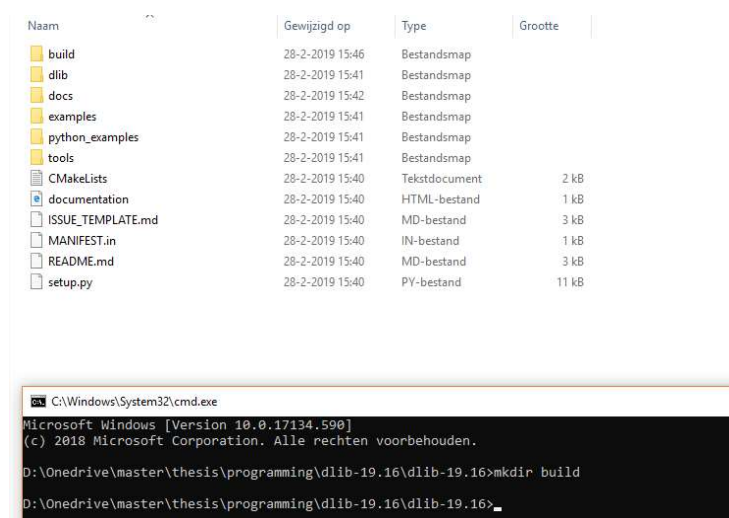 Naam Gewijzigd op Type Grootte
build 28-2-2019 15:46 Bestandsmap
dlib 28-2-2019 15:41 Bestandsmap
docs 28-2-2019 15:42 Bestandsmap
examples 28-2-2019 15:41 Bestandsmap
python_examples 28-2-2019 15:41 Bestandsmap
tools 28-2-2019 15:41 Bestandsmap
CMakeLists 28-2-2019 15:40 Tekstdocument 2 kB
documentation 28-2-2019 15:40 HTML-bestand 1 kB
ISSUE_TEMPLATE.md 28-2-2019 15:40 MD-bestand 3 kB
MANIFEST.in 28-2-2019 15:40 IN-bestand 1 kB
README.md 28-2-2019 15:40 MD-bestand 3 kB
setup.py 28-2-2019 15:40 PY-bestand 11 kB
C:\Windows\System32\cmd.exe
Microsoft Windows [Version 10.0.17134.590]
(c) 2018 Microsoft Corporation. Alle rechten voorbehouden.
D:\Onedrive\master\thesis\programming\dlib-19.16\dlib-19.16>mkdir build
D:\Onedrive\master\thesis\programming\dlib-19.16\dlib-19.16>